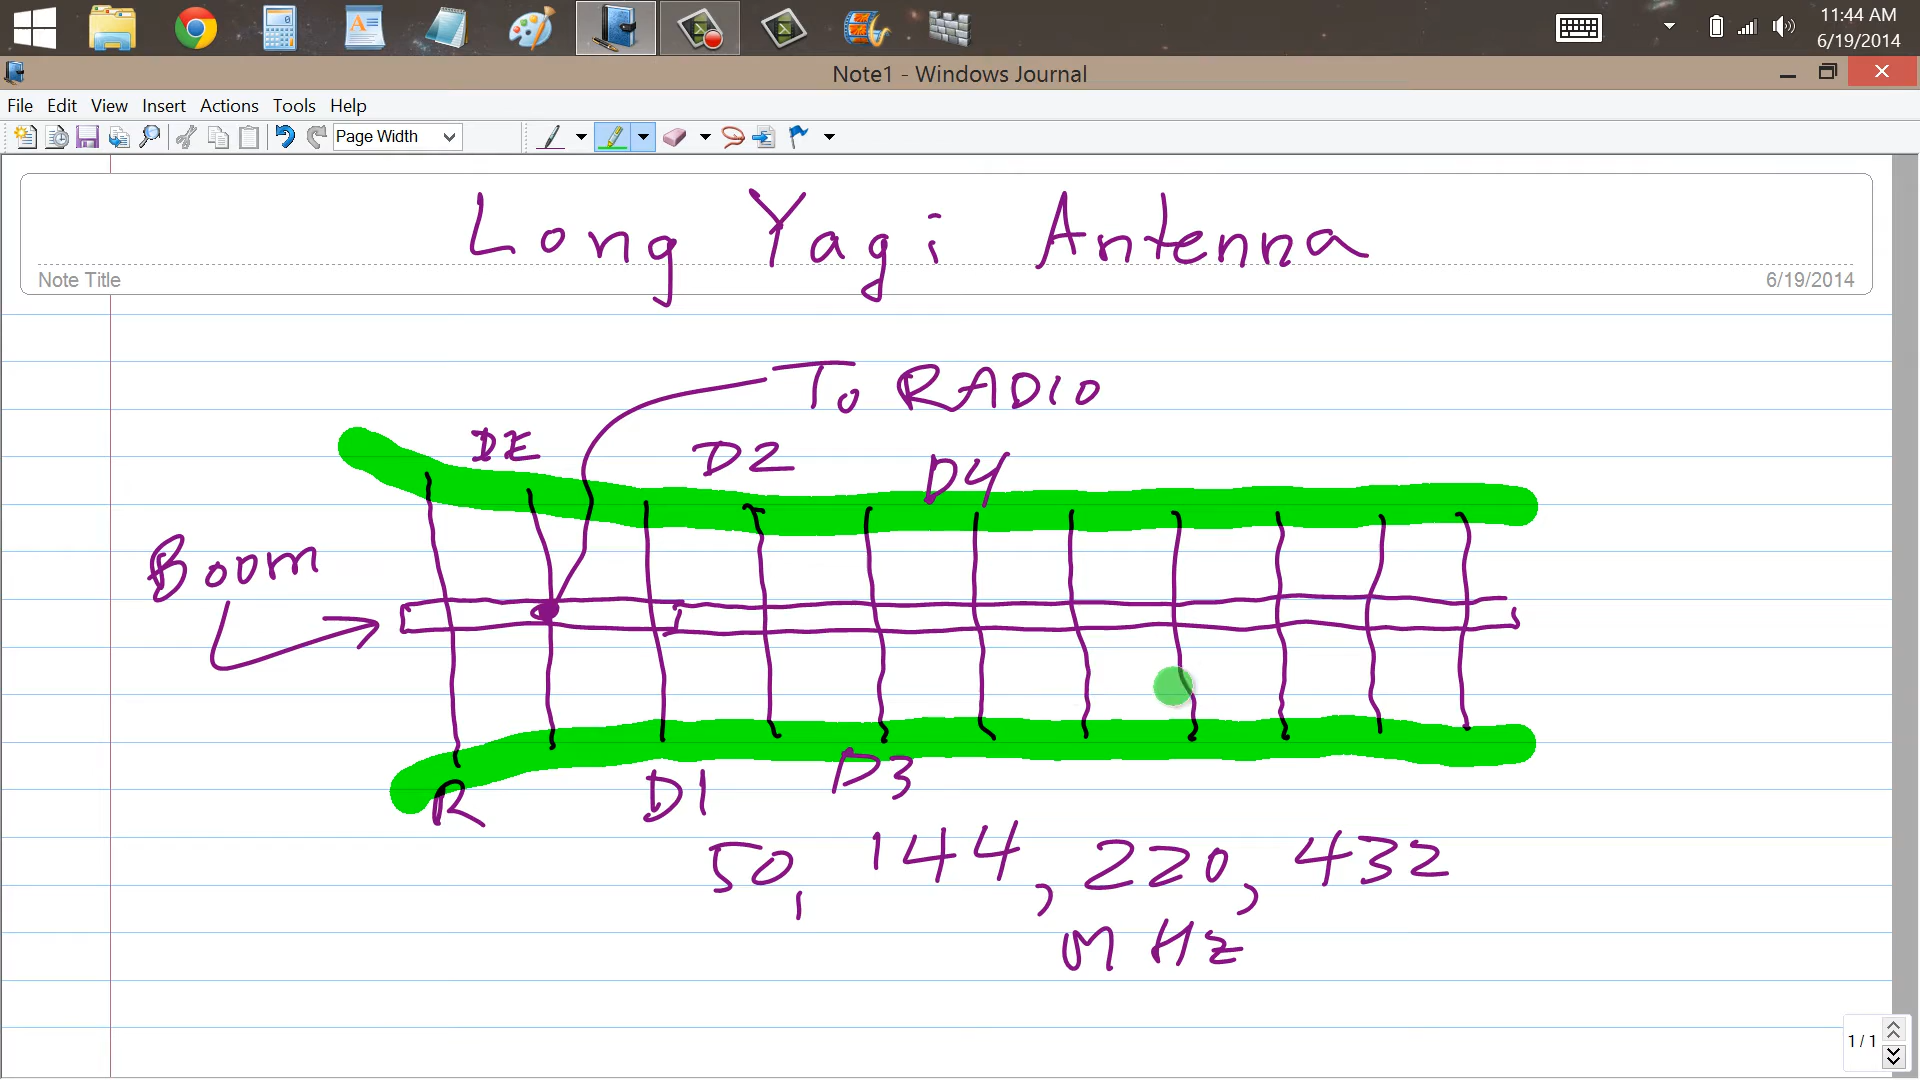 11:44 AM
6/19/2014
Note1 - Windows Journal
File Edit View Insert Actions Tools Help
Page Width
Long Yagi Antenna
Note Title 6/19/2014
To RADIO
DE D2 D4
Boom
R D1 D3
50, 144, 220, 432
MHz
1 / 1